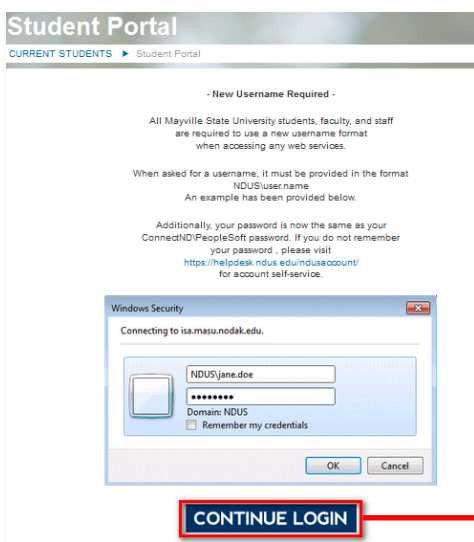 Student Portal
CURRENT STUDENTS ▶ Student Portal
- New Username Required -
All Mayville State University students, faculty, and staff
are required to use a new username format
when accessing any web services.
When asked for a username, it must be provided in the format
NDUS\user.name
An example has been provided below.
Additionally, your password is now the same as your
ConnectND\PeopleSoft password. If you do not remember
your password , please visit
https://helpdesk.ndus.edu/ndusaccount/
for account self-service.
Windows Security
Connecting to isa.masu.nodak.edu.
NDUS\jane.doe
••••••••
Domain: NDUS
Remember my credentials
OK Cancel
CONTINUE LOGIN